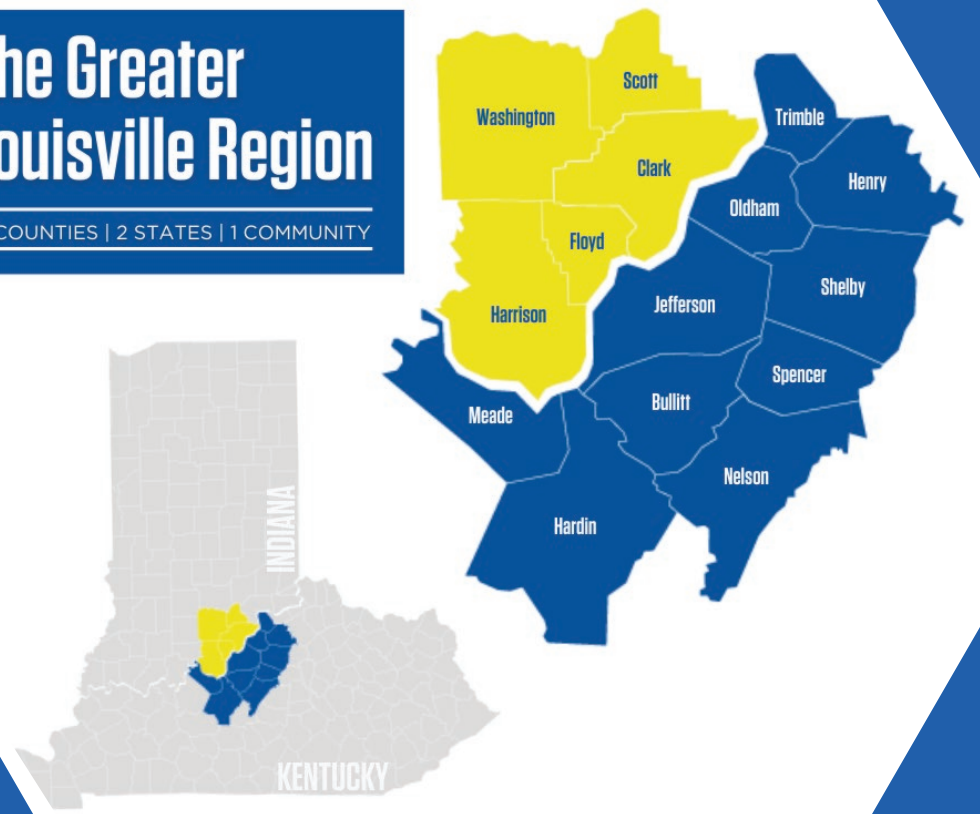 he Greater
ouisville Region
COUNTIES | 2 STATES | 1 COMMUNITY
Scott
Washington
Trimble
Clark
Henry
Oldham
Floyd
Shelby
Jefferson
Harrison
Spencer
Bullitt
Meade
Nelson
Hardin
INDIANA
KENTUCKY